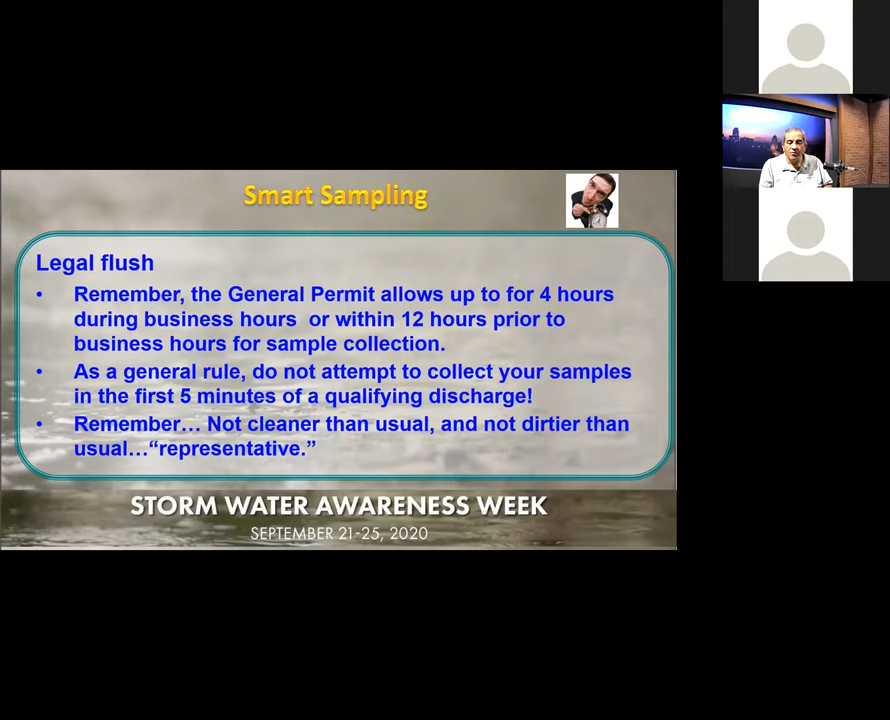 Smart Sampling
Legal flush
• Remember, the General Permit allows up to for 4 hours
during business hours or within 12 hours prior to
business hours for sample collection.
• As a general rule, do not attempt to collect your samples
in the first 5 minutes of a qualifying discharge!
• Remember... Not cleaner than usual, and not dirtier than
usual...“representative.”
STORM WATER AWARENESS WEEK
SEPTEMBER 21-25, 2020